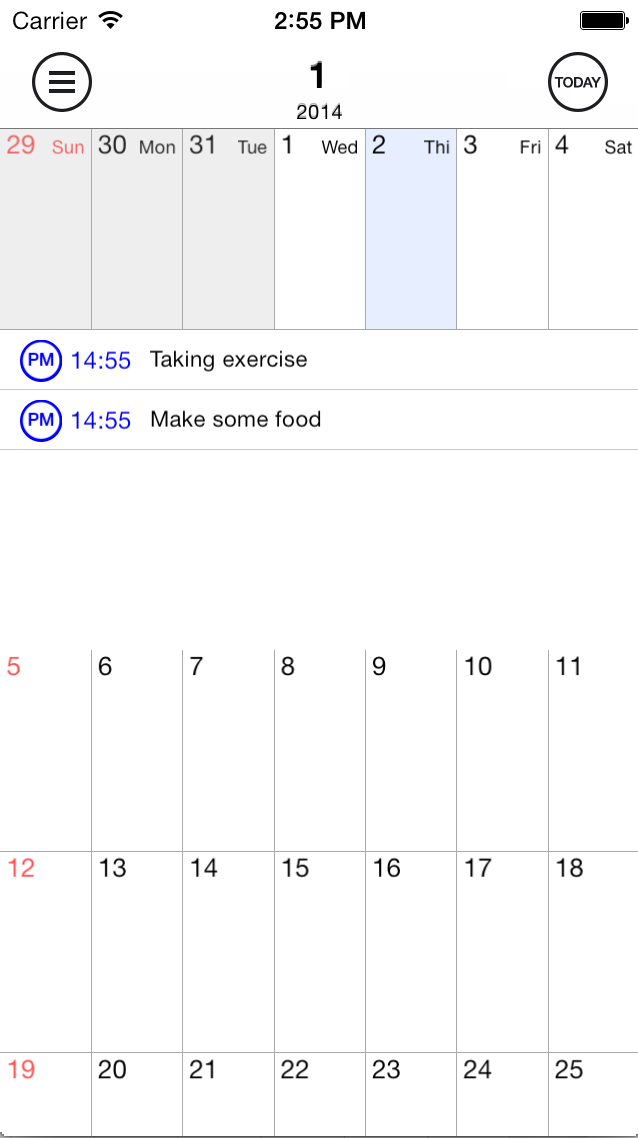 Carrier 2:55 PM
1
TODAY
2014
29 Sun 30 Mon 31 Tue 1 Wed 2 Thi 3 Fri 4 Sat
PM 14:55 Taking exercise
PM 14:55 Make some food
5 6 7 8 9 10 11
12 13 14 15 16 17 18
19 20 21 22 23 24 25